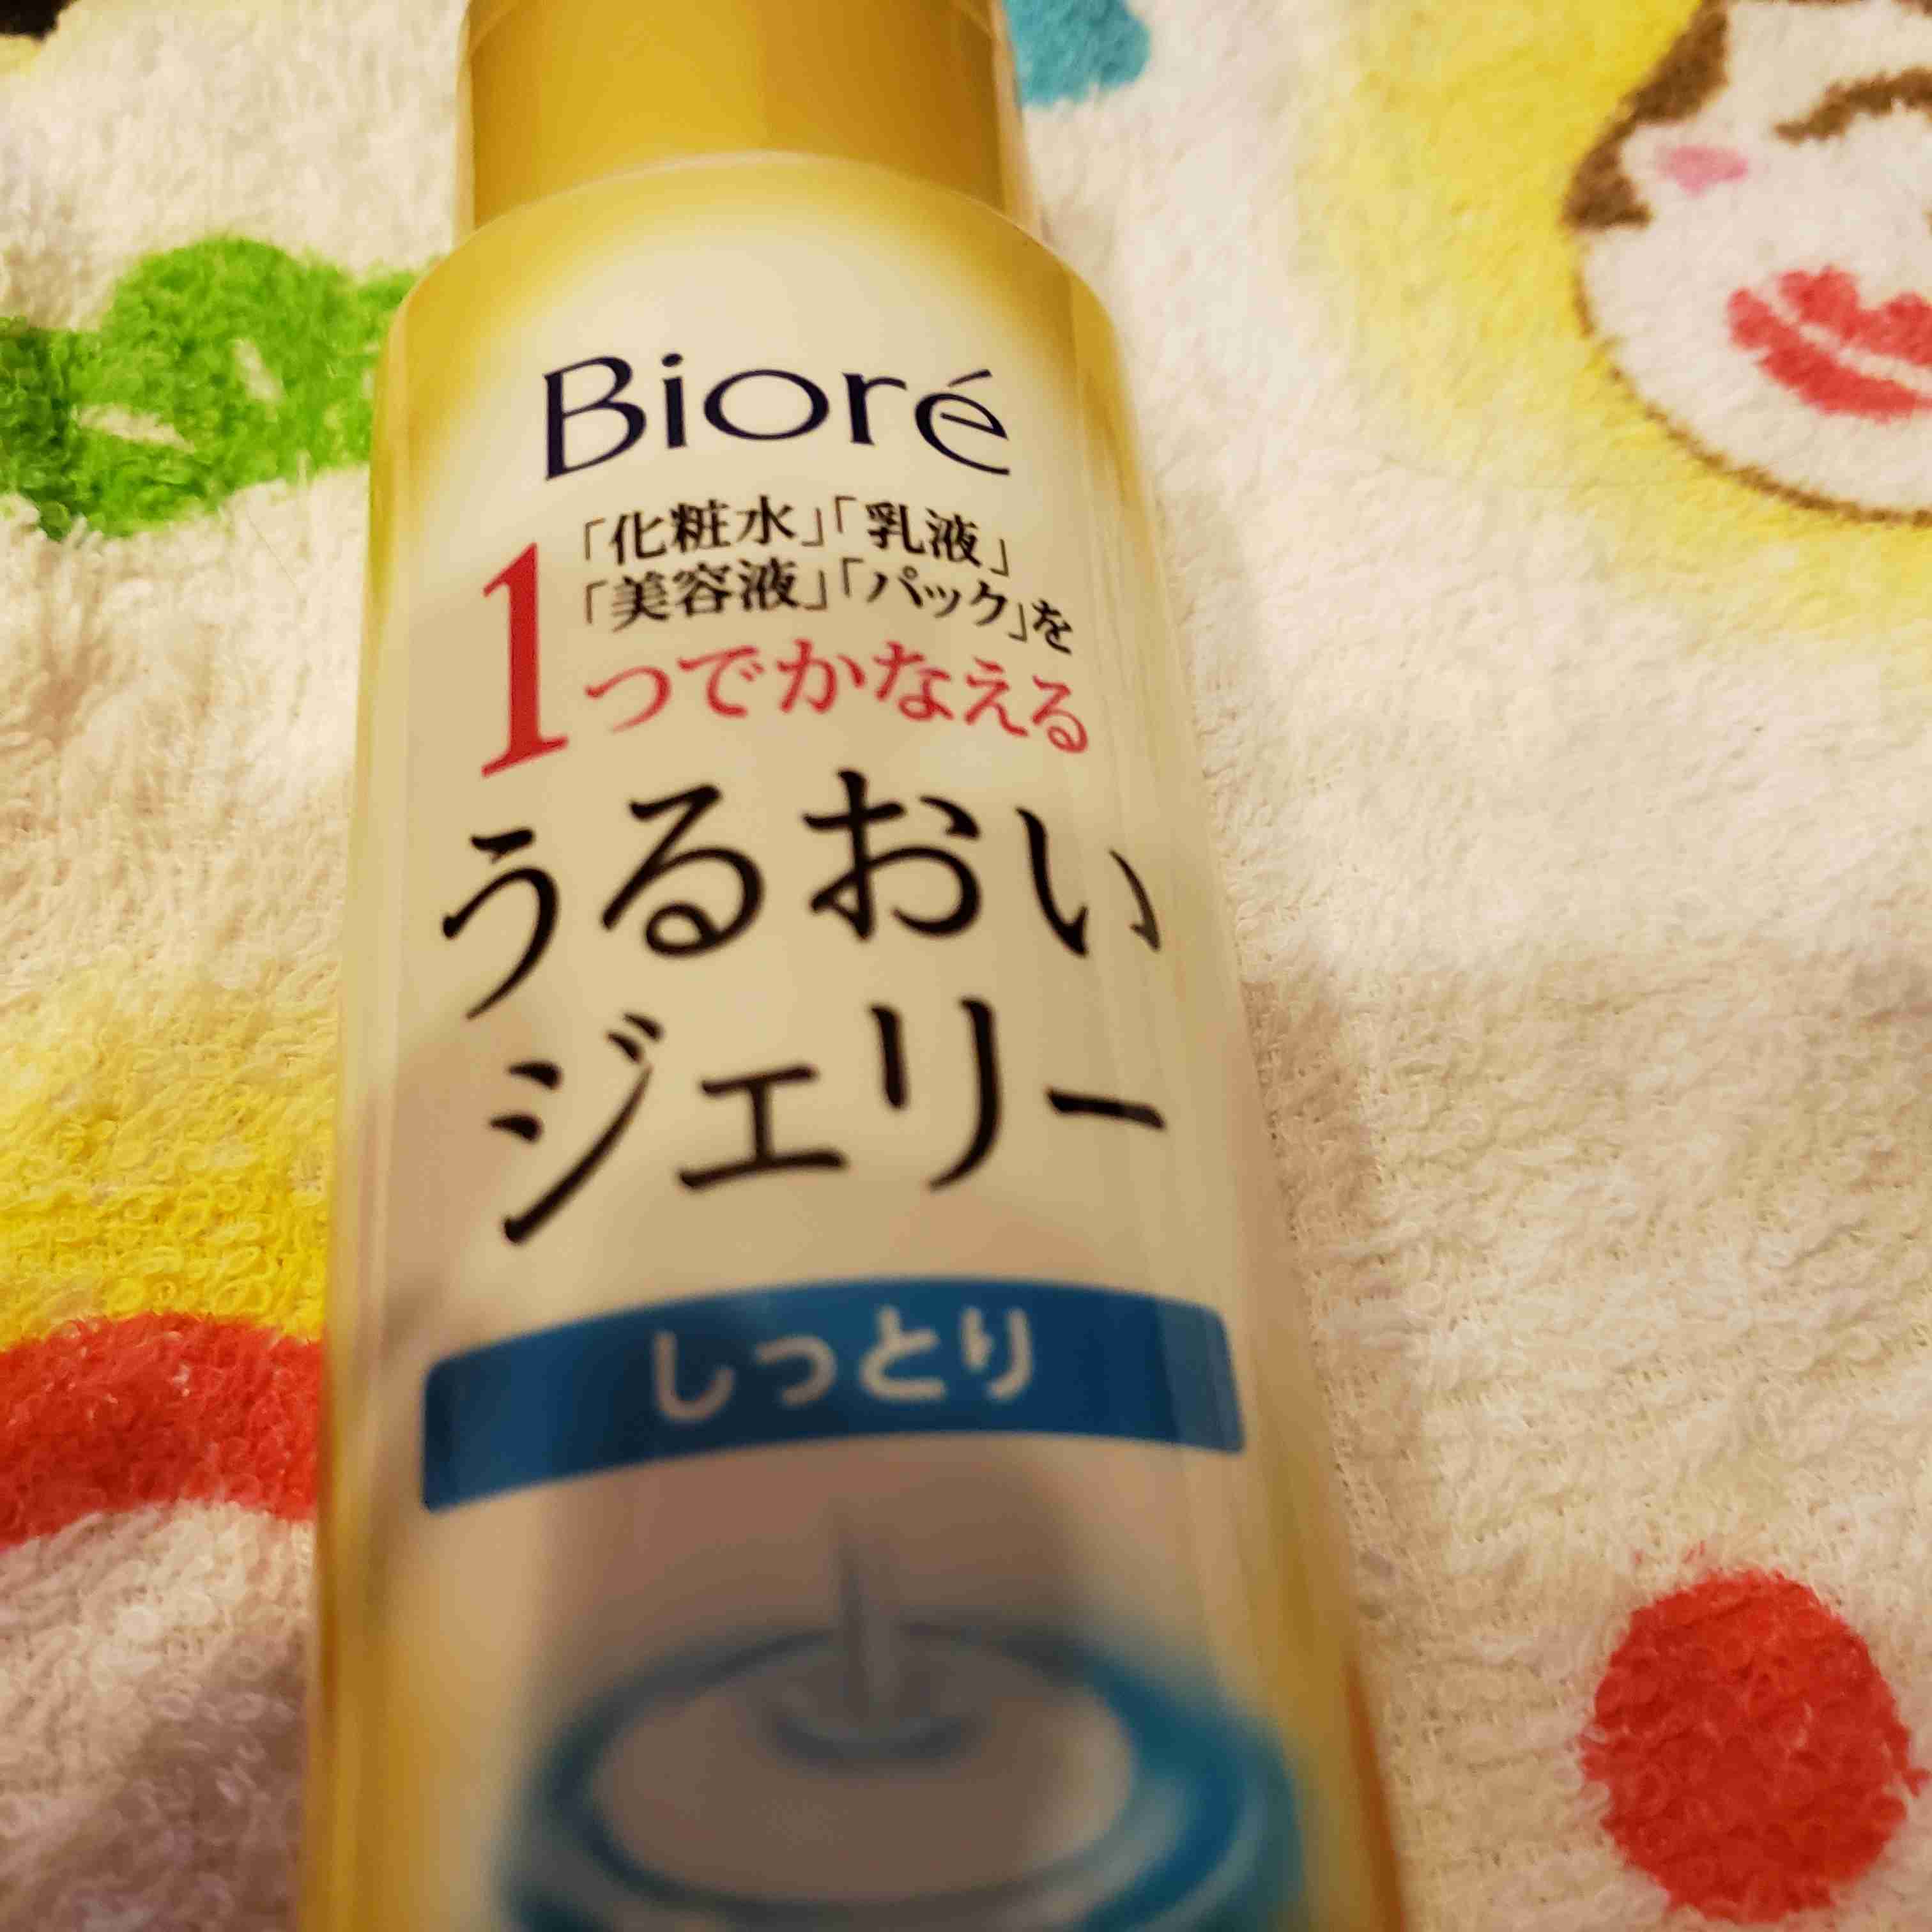 Bioré
「化粧水」「乳液」
「美容液」「パック」を
1つでかなえる
うるおい
ジェリー
しっとり